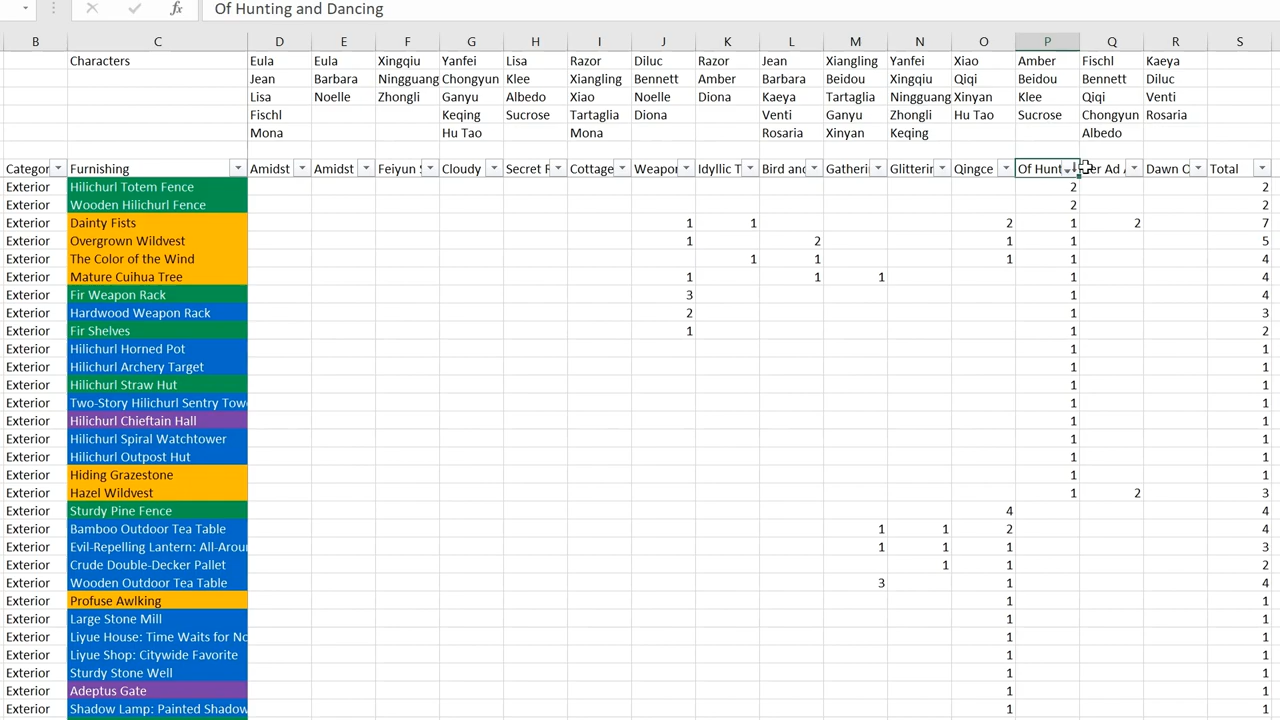 fx Of Hunting and Dancing
B C D E F G H I J K L M N O P Q R S
Characters Eula Eula Xingqiu Yanfei Lisa Razor Diluc Razor Jean Xiangling Yanfei Xiao Amber Fischl Kaeya
Jean Barbara Ningguang Chongyun Klee Xiangling Bennett Amber Barbara Beidou Xingqiu Qiqi Beidou Bennett Diluc
Lisa Noelle Zhongli Ganyu Albedo Xiao Noelle Diona Kaeya Tartaglia Ningguang Xinyan Klee Qiqi Venti
Fischl Keqing Sucrose Tartaglia Diona Venti Ganyu Zhongli Hu Tao Sucrose Chongyun Rosaria
Mona Hu Tao Mona Rosaria Xinyan Keqing Albedo
Categor Furnishing Amidst Amidst Feiyun S Cloudy Secret R Cottage Weapon Idyllic T Bird and Gatheri Glitterin Qingce Of Hunt er Ad A Dawn O Total
Exterior Hilichurl Totem Fence 2 2
Exterior Wooden Hilichurl Fence 2 2
Exterior Dainty Fists 1 1 2 1 2 7
Exterior Overgrown Wildvest 1 2 1 1 5
Exterior The Color of the Wind 1 1 1 1 4
Exterior Mature Cuihua Tree 1 1 1 1 4
Exterior Fir Weapon Rack 3 1 4
Exterior Hardwood Weapon Rack 2 1 3
Exterior Fir Shelves 1 1 2
Exterior Hilichurl Horned Pot 1 1
Exterior Hilichurl Archery Target 1 1
Exterior Hilichurl Straw Hut 1 1
Exterior Two-Story Hilichurl Sentry Tow 1 1
Exterior Hilichurl Chieftain Hall 1 1
Exterior Hilichurl Spiral Watchtower 1 1
Exterior Hilichurl Outpost Hut 1 1
Exterior Hiding Grazestone 1 1
Exterior Hazel Wildvest 1 2 3
Exterior Sturdy Pine Fence 4 4
Exterior Bamboo Outdoor Tea Table 1 1 2 4
Exterior Evil-Repelling Lantern: All-Arou 1 1 1 3
Exterior Crude Double-Decker Pallet 1 1 2
Exterior Wooden Outdoor Tea Table 3 1 4
Exterior Profuse Awlking 1 1
Exterior Large Stone Mill 1 1
Exterior Liyue House: Time Waits for No 1 1
Exterior Liyue Shop: Citywide Favorite 1 1
Exterior Sturdy Stone Well 1 1
Exterior Adeptus Gate 1 1
Exterior Shadow Lamp: Painted Shadow 1 1